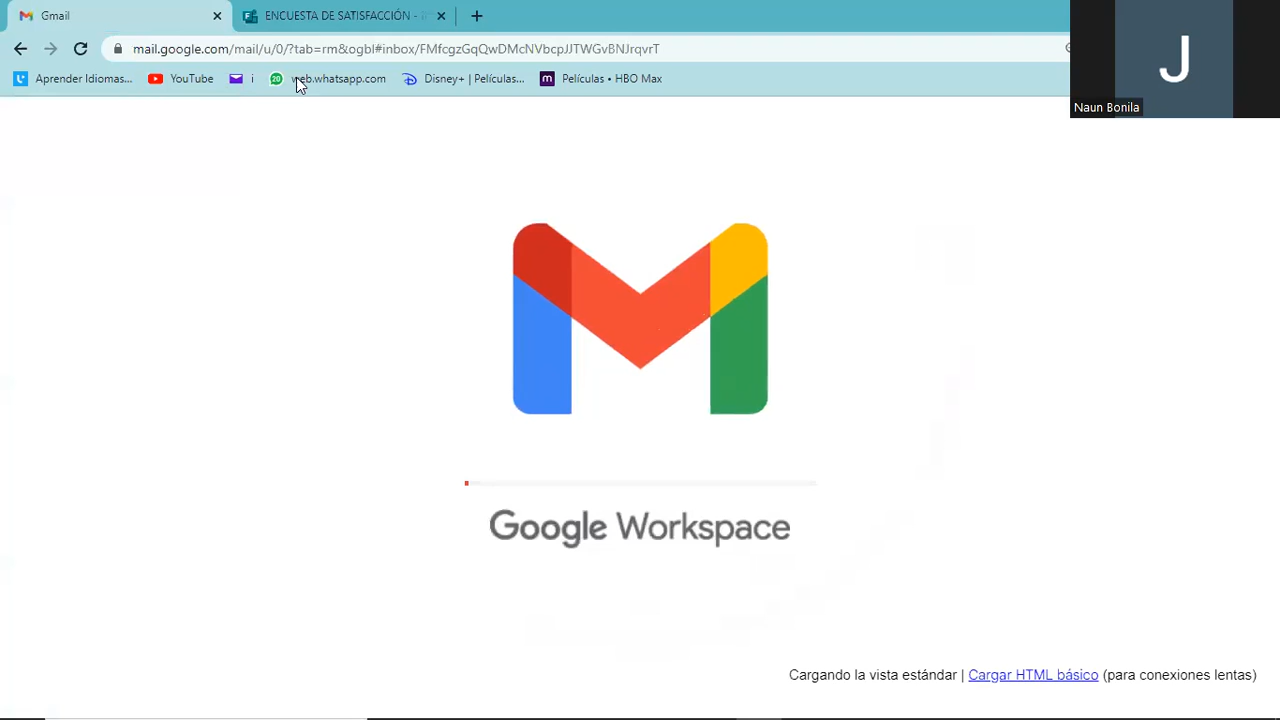 Gmail
ENCUESTA DE SATISFACCIÓN -
mail.google.com/mail/u/0/?tab=rm&ogbl#inbox/FMfcgzGqQwDMcNVbcpJJTWGvBNJrqvrT
Aprender Idiomas... YouTube i 20 web.whatsapp.com Disney+ | Películas... m Películas • HBO Max
J
Naun Bonila
Google Workspace
Cargando la vista estándar | Cargar HTML básico (para conexiones lentas)